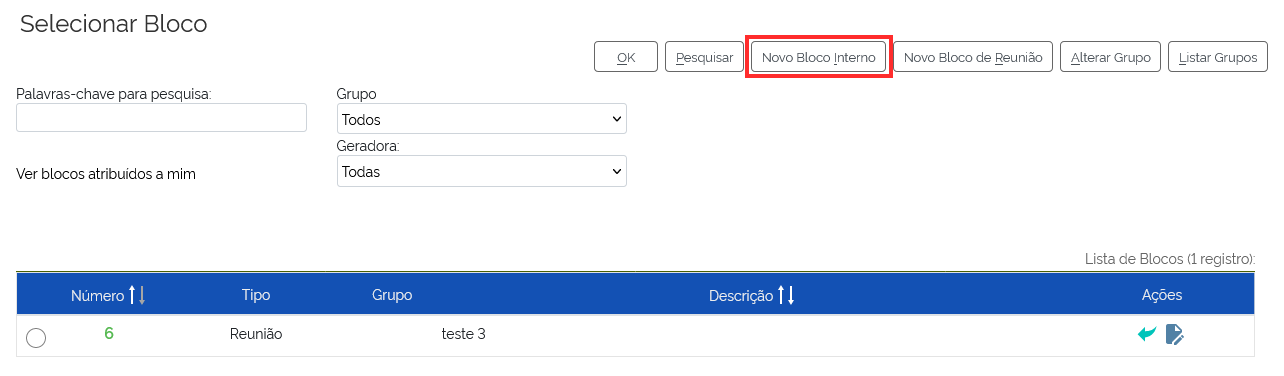 Selecionar Bloco
OK Pesquisar Novo Bloco Interno Novo Bloco de Reunião Alterar Grupo Listar Grupos
Palavras-chave para pesquisa: Grupo
Todos
Geradora:
Ver blocos atribuídos a mim Todas
Lista de Blocos (1 registro):
Número Tipo Grupo Descrição Ações
6 Reunião teste 3